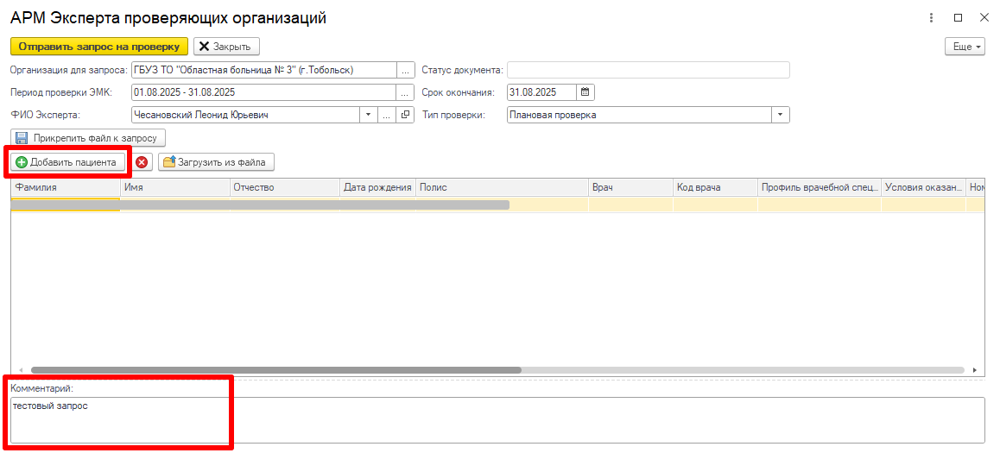 АРМ Эксперта проверяющих организаций
Отправить запрос на проверку Закрыть Еще
Организация для запроса: ГБУЗ ТО "Областная больница № 3" (г.Тобольск) ... Статус документа:
Период проверки ЭМК: 01.08.2025 - 31.08.2025 ... Срок окончания: 31.08.2025
ФИО Эксперта: Чесановский Леонид Юрьевич ... Тип проверки: Плановая проверка
Прикрепить файл к запросу
Добавить пациента Загрузить из файла
Фамилия Имя Отчество Дата рождения Полис Врач Код врача Профиль врачебной спец... Условия оказан... Ном
Комментарий:
тестовый запрос